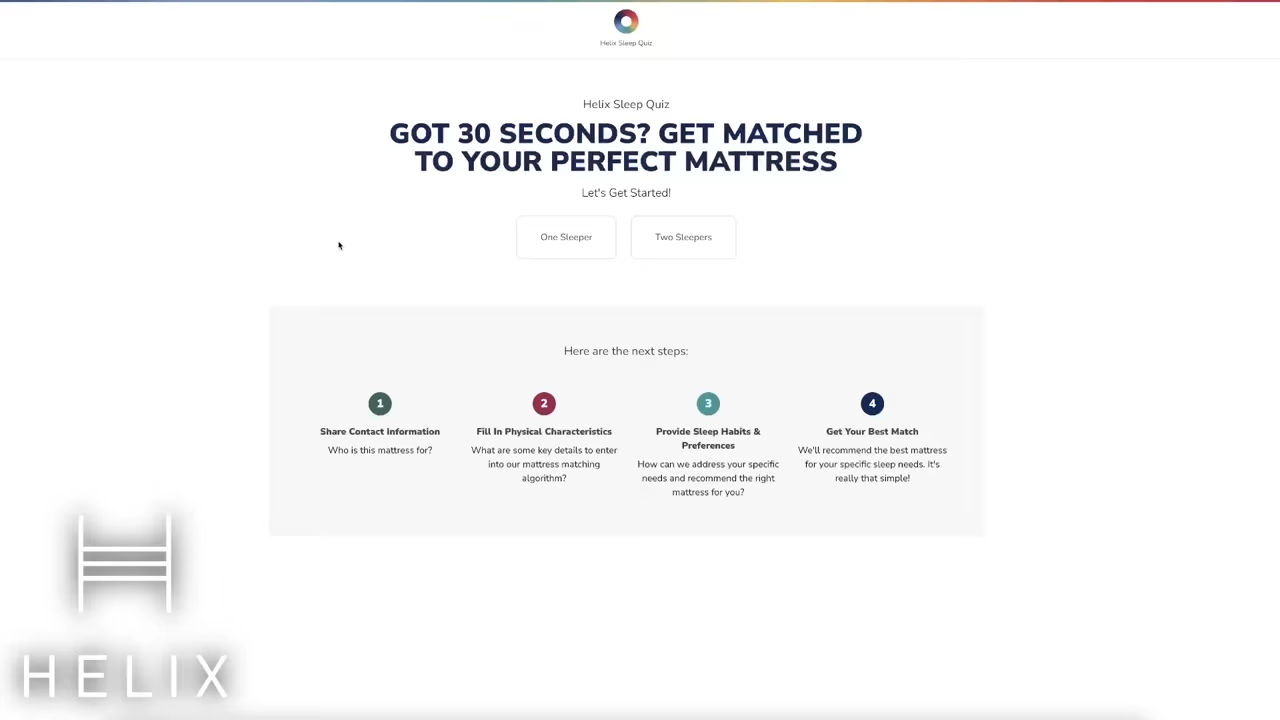 Helix Sleep Quiz
Helix Sleep Quiz
GOT 30 SECONDS? GET MATCHED
TO YOUR PERFECT MATTRESS
Let's Get Started!
One Sleeper
Two Sleepers
Here are the next steps:
1
Share Contact Information
Who is this mattress for?
2
Fill In Physical Characteristics
What are some key details to enter
into our mattress matching
algorithm?
3
Provide Sleep Habits &
Preferences
How can we address your specific
needs and recommend the right
mattress for you?
4
Get Your Best Match
We'll recommend the best mattress
for your specific sleep needs. It's
really that simple!
HELIX